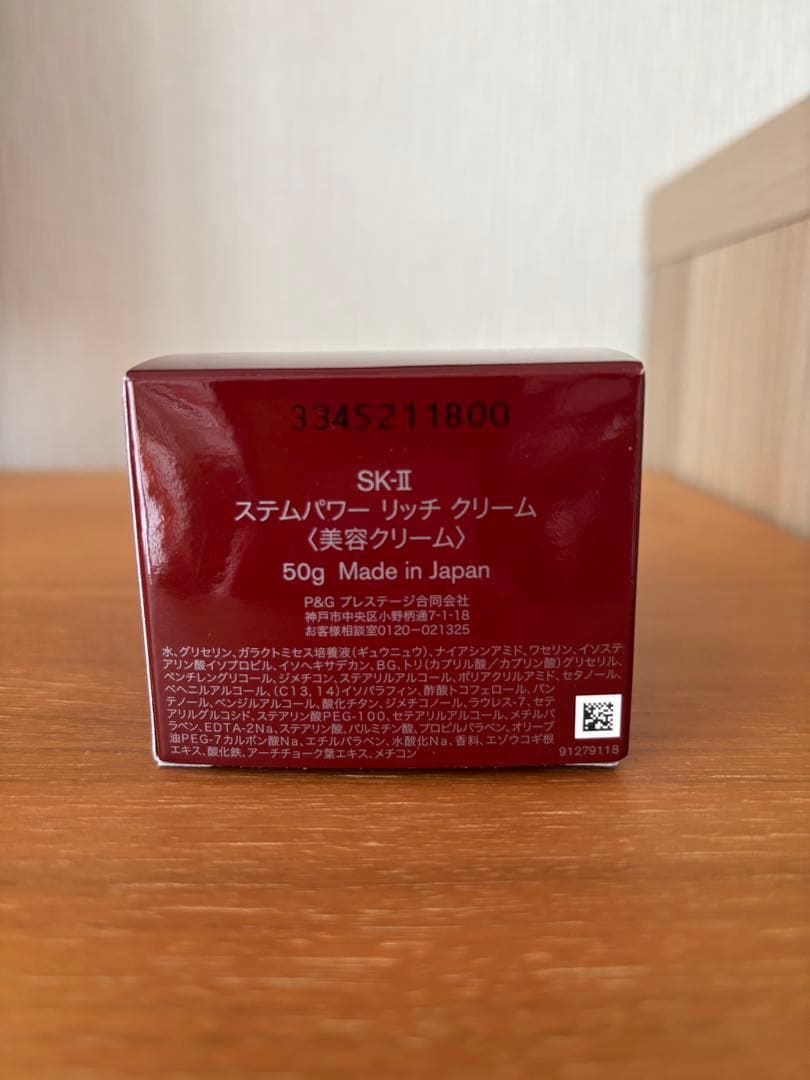 3345211800
SK-II
ステムパワー リッチ クリーム
〈美容クリーム〉
50g Made in Japan
P&G プレステージ合同会社
神戸市中央区小野柄通7-1-18
お客様相談室0120-021325
水、グリセリン、ガラクトミセス培養液(ギュウニュウ)、ナイアシンアミド、ワセリン、イソステ
アリン酸イソプロピル、イソヘキサデカン、BG、トリ(カプリル酸/カプリン酸)グリセリル、
ペンチレングリコール、ジメチコン、ステアリルアルコール、ポリアクリルアミド、セタノール、
ベヘニルアルコール、(C13,14)イソパラフィン、酢酸トコフェロール、パン
テノール、ベンジルアルコール、酸化チタン、ジメチコノール、ラウレス-7、セテ
アリルグルコシド、ステアリン酸PEG-100、セテアリルアルコール、メチルパ
ラベン、EDTA-2Na、ステアリン酸、パルミチン酸、プロピルパラベン、オリーブ
油PEG-7カルボン酸Na、エチルパラベン、水酸化Na、香料、エゾウコギ根
エキス、酸化鉄、アーチチョーク葉エキス、メチコン
91279118